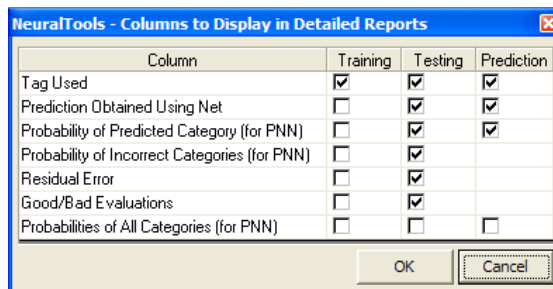 NeuralTools - Columns to Display in Detailed Reports
Column Training Testing Prediction
Tag Used
Prediction Obtained Using Net
Probability of Predicted Category (for PNN)
Probability of Incorrect Categories (for PNN)
Residual Error
Good/Bad Evaluations
Probabilities of All Categories (for PNN)
OK Cancel